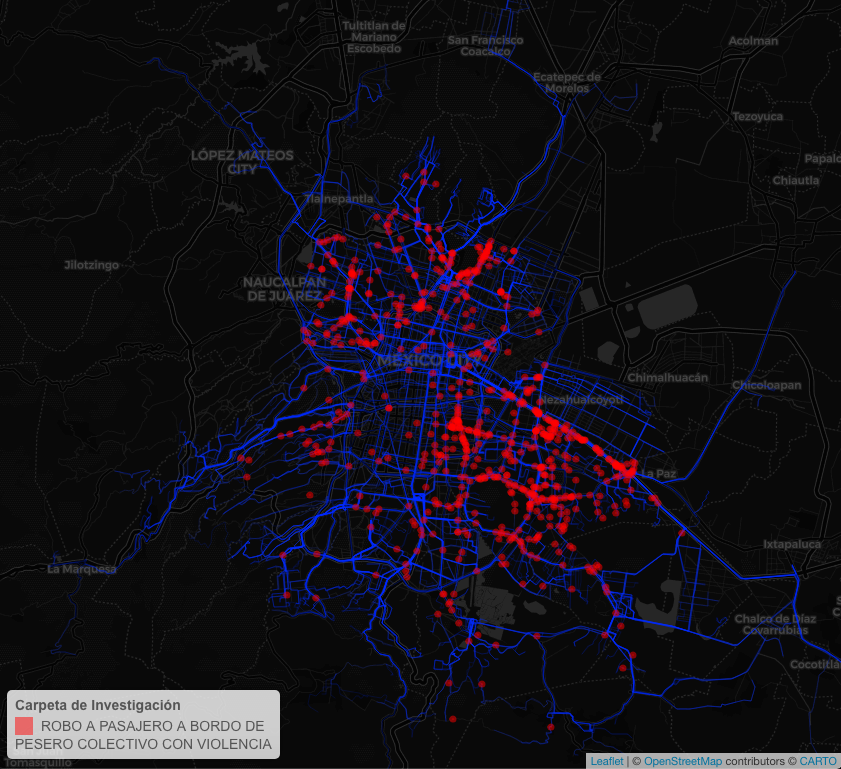 Tultitlán de
Mariano
Escobedo
San Francisco
Coacalco
Acolman
Ecatepec de
Morelos
Tezoyuca
LÓPEZ MATEOS
CITY
Papalo
Chiautla
Tlalnepantla
Jilotzingo
NAUCALPAN
DE JUÁREZ
MEXICO CITY
Chimalhuacán
Chicoloapan
Nezahualcóyotl
La Paz
Ixtapaluca
La Marquesa
Chalco de Díaz
Covarrubias
Cocotitlá
Carpeta de Investigación
ROBO A PASAJERO A BORDO DE
PESERO COLECTIVO CON VIOLENCIA
Tomasquillo
Leaflet | © OpenStreetMap contributors © CARTO